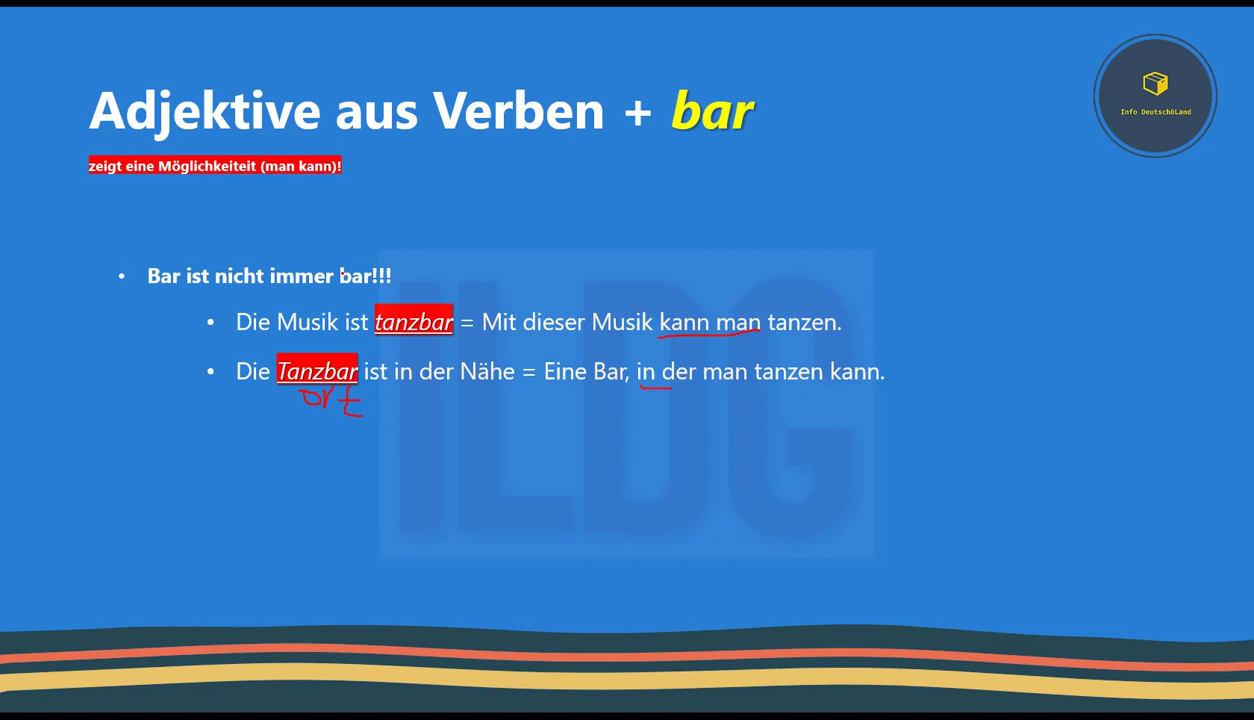 Adjektive aus Verben + bar
Info DeutschöLand
zeigt eine Möglichkeiteit (man kann)!
• Bar ist nicht immer bar!!!
• Die Musik ist tanzbar = Mit dieser Musik kann man tanzen.
• Die Tanzbar ist in der Nähe = Eine Bar, in der man tanzen kann.
ort
ILDG